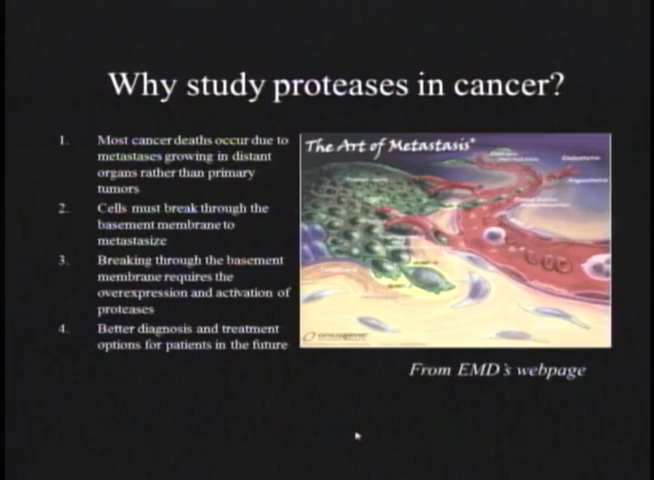 Why study proteases in cancer?
1. Most cancer deaths occur due to
metastases growing in distant
organs rather than primary
tumors
2. Cells must break through the
basement membrane to
metastasize
3. Breaking through the basement
membrane requires the
overexpression and activation of
proteases
4. Better diagnosis and treatment
options for patients in the future
The Art of Metastasis
oncogene
From EMD's webpage